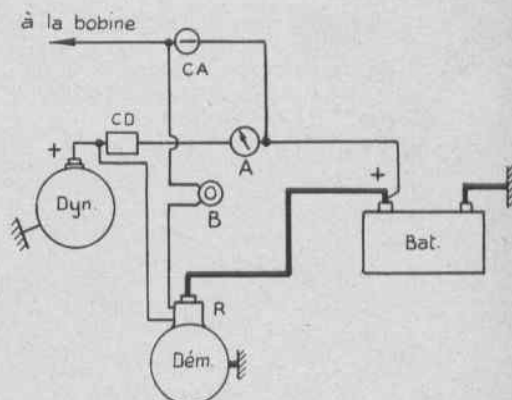 à la bobine
CA
CD
+
A
+
B
Dyn.
Bat.
R
Dém.